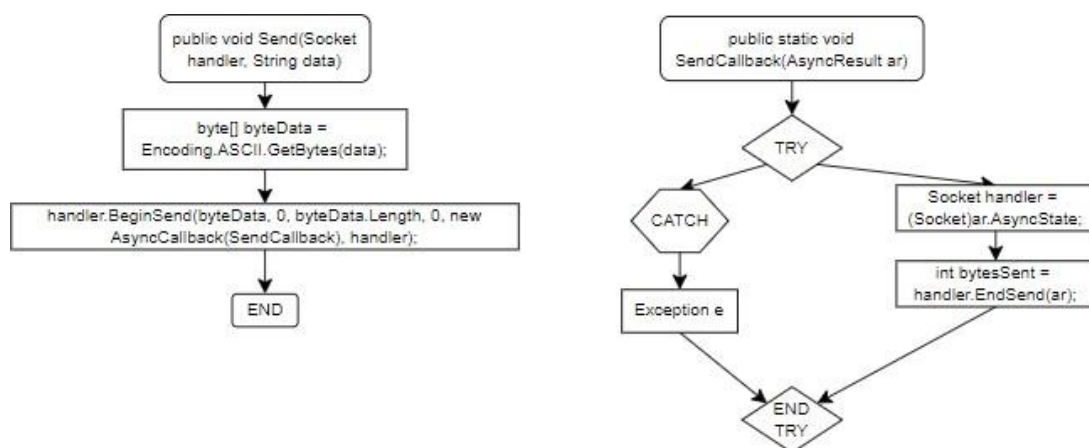 public void Send(Socket
handler, String data)
byte[] byteData =
Encoding.ASCII.GetBytes(data);
handler.BeginSend(byteData, 0, byteData.Length, 0, new
AsyncCallback(SendCallback), handler);
END
public static void
SendCallback(AsyncResult ar)
TRY
CATCH
Exception e
Socket handler =
(Socket)ar.AsyncState;
int bytesSent =
handler.EndSend(ar);
END
TRY